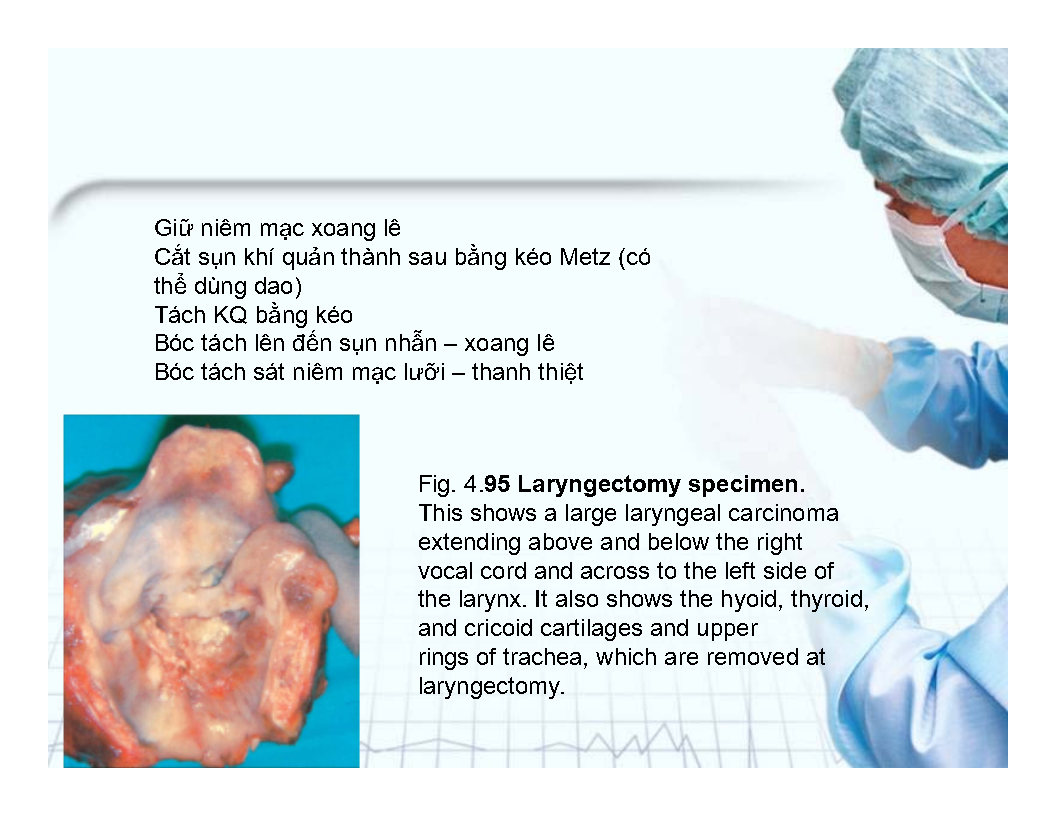 Giữ niêm mạc xoang lê
Cắt sụn khí quản thành sau bằng kéo Metz (có
thể dùng dao)
Tách KQ bằng kéo
Bóc tách lên đến sụn nhẫn – xoang lê
Bóc tách sát niêm mạc lưỡi – thanh thiệt
Fig. 4.95 Laryngectomy specimen.
This shows a large laryngeal carcinoma
extending above and below the right
vocal cord and across to the left side of
the larynx. It also shows the hyoid, thyroid,
and cricoid cartilages and upper
rings of trachea, which are removed at
laryngectomy.